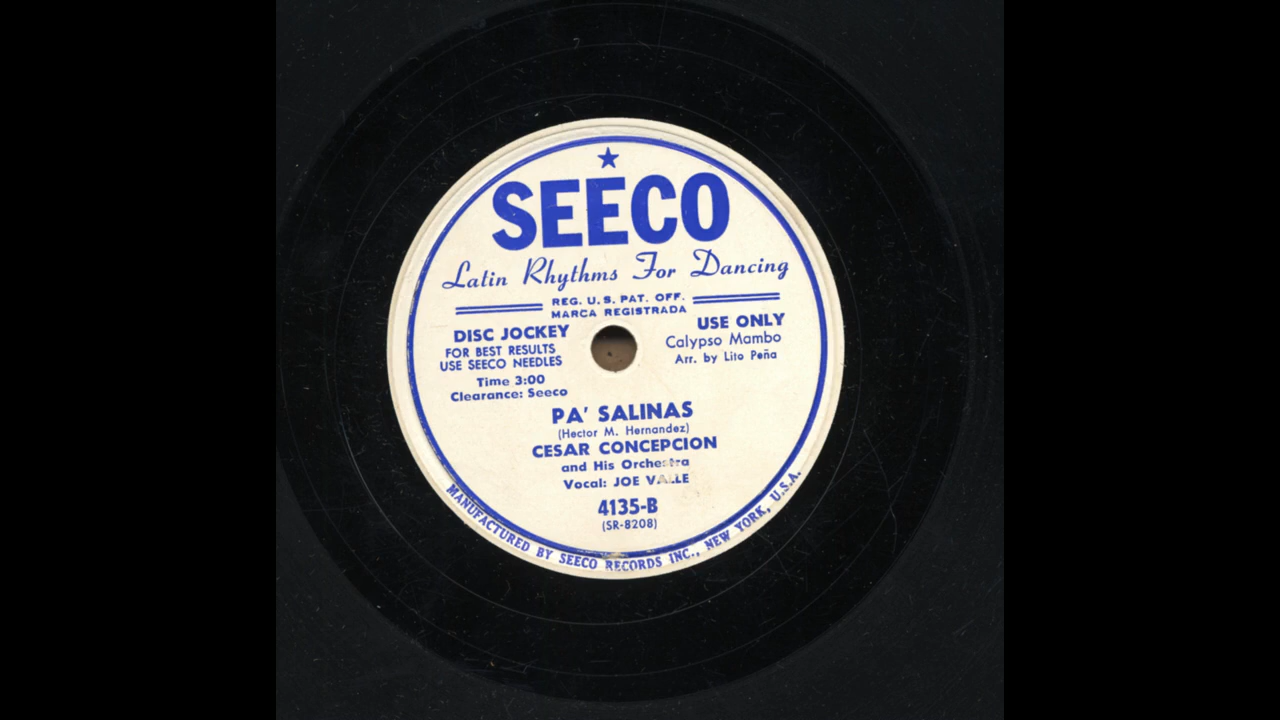 SEECO
Latin Rhythms For Dancing
REG. U. S. PAT. OFF.
MARCA REGISTRADA
DISC JOCKEY
FOR BEST RESULTS
USE SEECO NEEDLES
Time 3:00
Clearance: Seeco
USE ONLY
Calypso Mambo
Arr. by Lito Peña
PA' SALINAS
(Hector M. Hernandez)
CESAR CONCEPCION
and His Orchestra
Vocal: JOE VALLE
4135-B
(SR-8208)
MANUFACTURED BY SEECO RECORDS INC., NEW YORK, U.S.A.